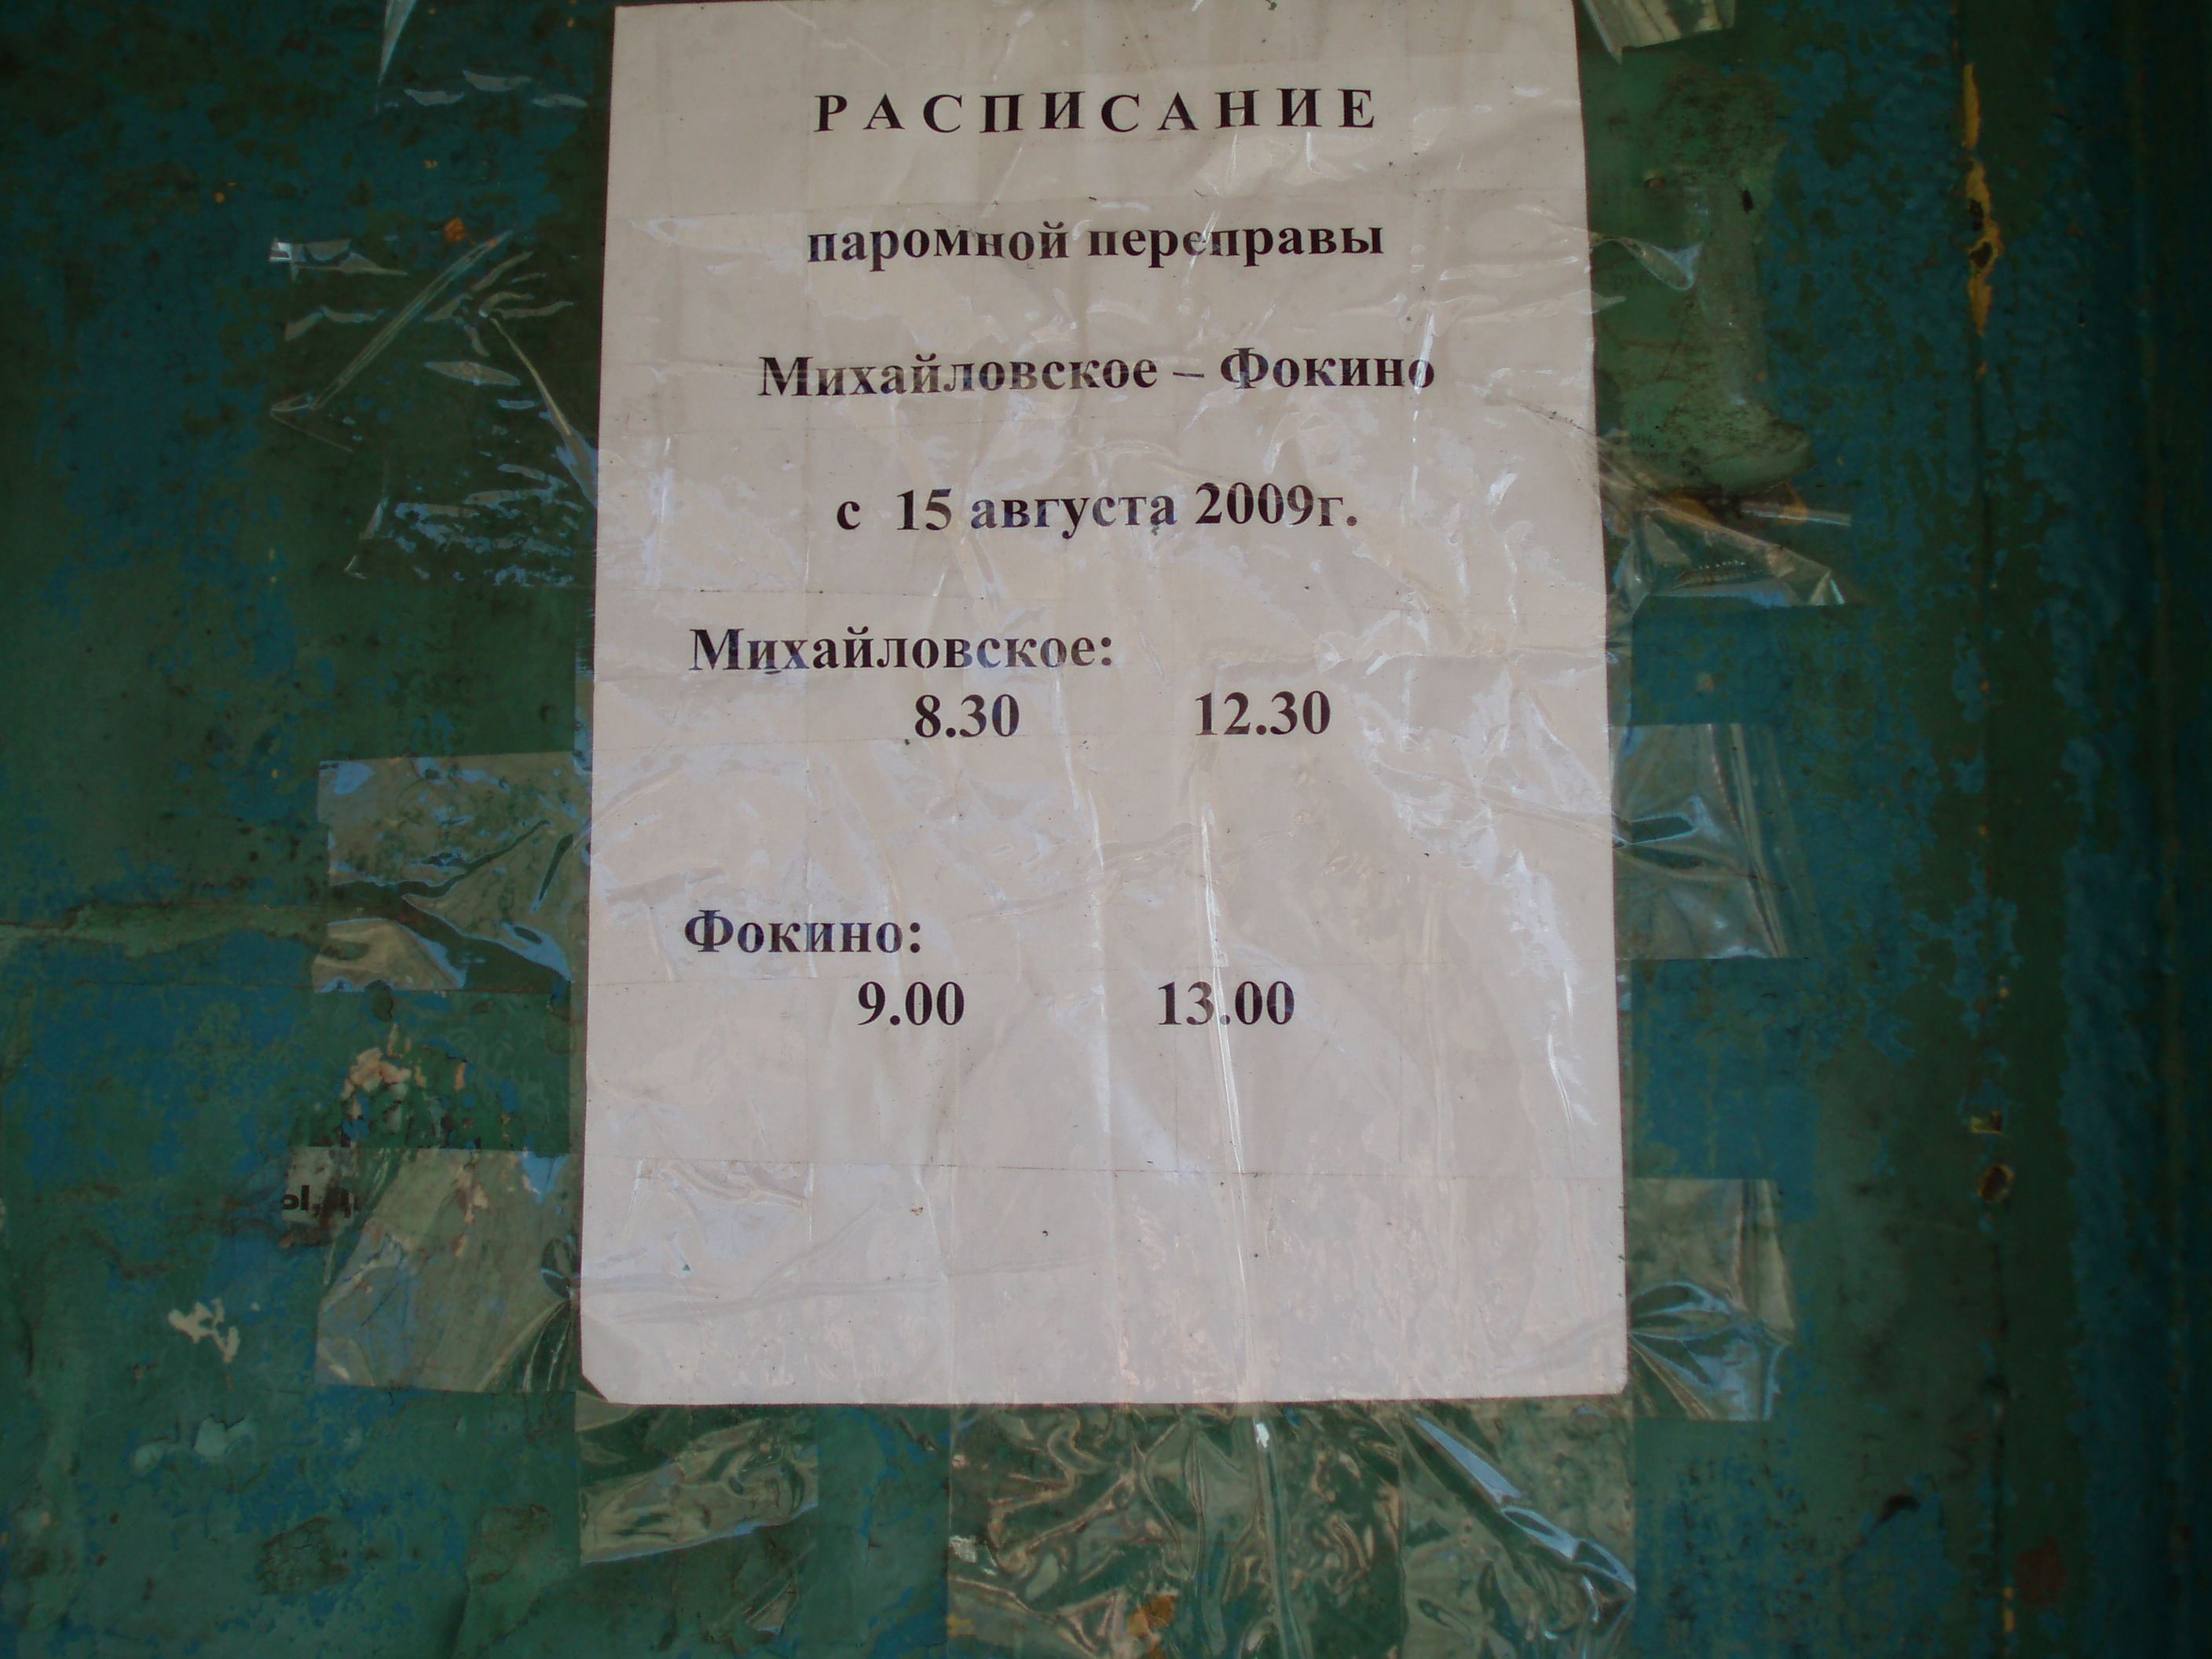 РАСПИСАНИЕ
паромной переправы
Михайловское – Фокино
с 15 августа 2009г.
Михайловское:
8.30 12.30
Фокино:
9.00 13.00